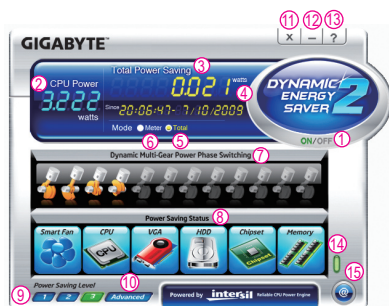 11 12 13
x – ?
GIGABYTE™
Total Power Saving 3
2 CPU Power
0.021 watts
4
3.222
watts
Since 20:06:47- 7/10/2009
Mode Meter Total
6 5
DYNAMIC
ENERGY
SAVER 2
ON/OFF 1
Dynamic Multi-Gear Power Phase Switching 7
Power Saving Status 8
Smart Fan CPU VGA HDD Chipset Memory
CPU
Chipset
14
10 15
Power Saving Level
9 1 2 3 Advanced
Powered by intersil Reliable CPU Power Engine
@